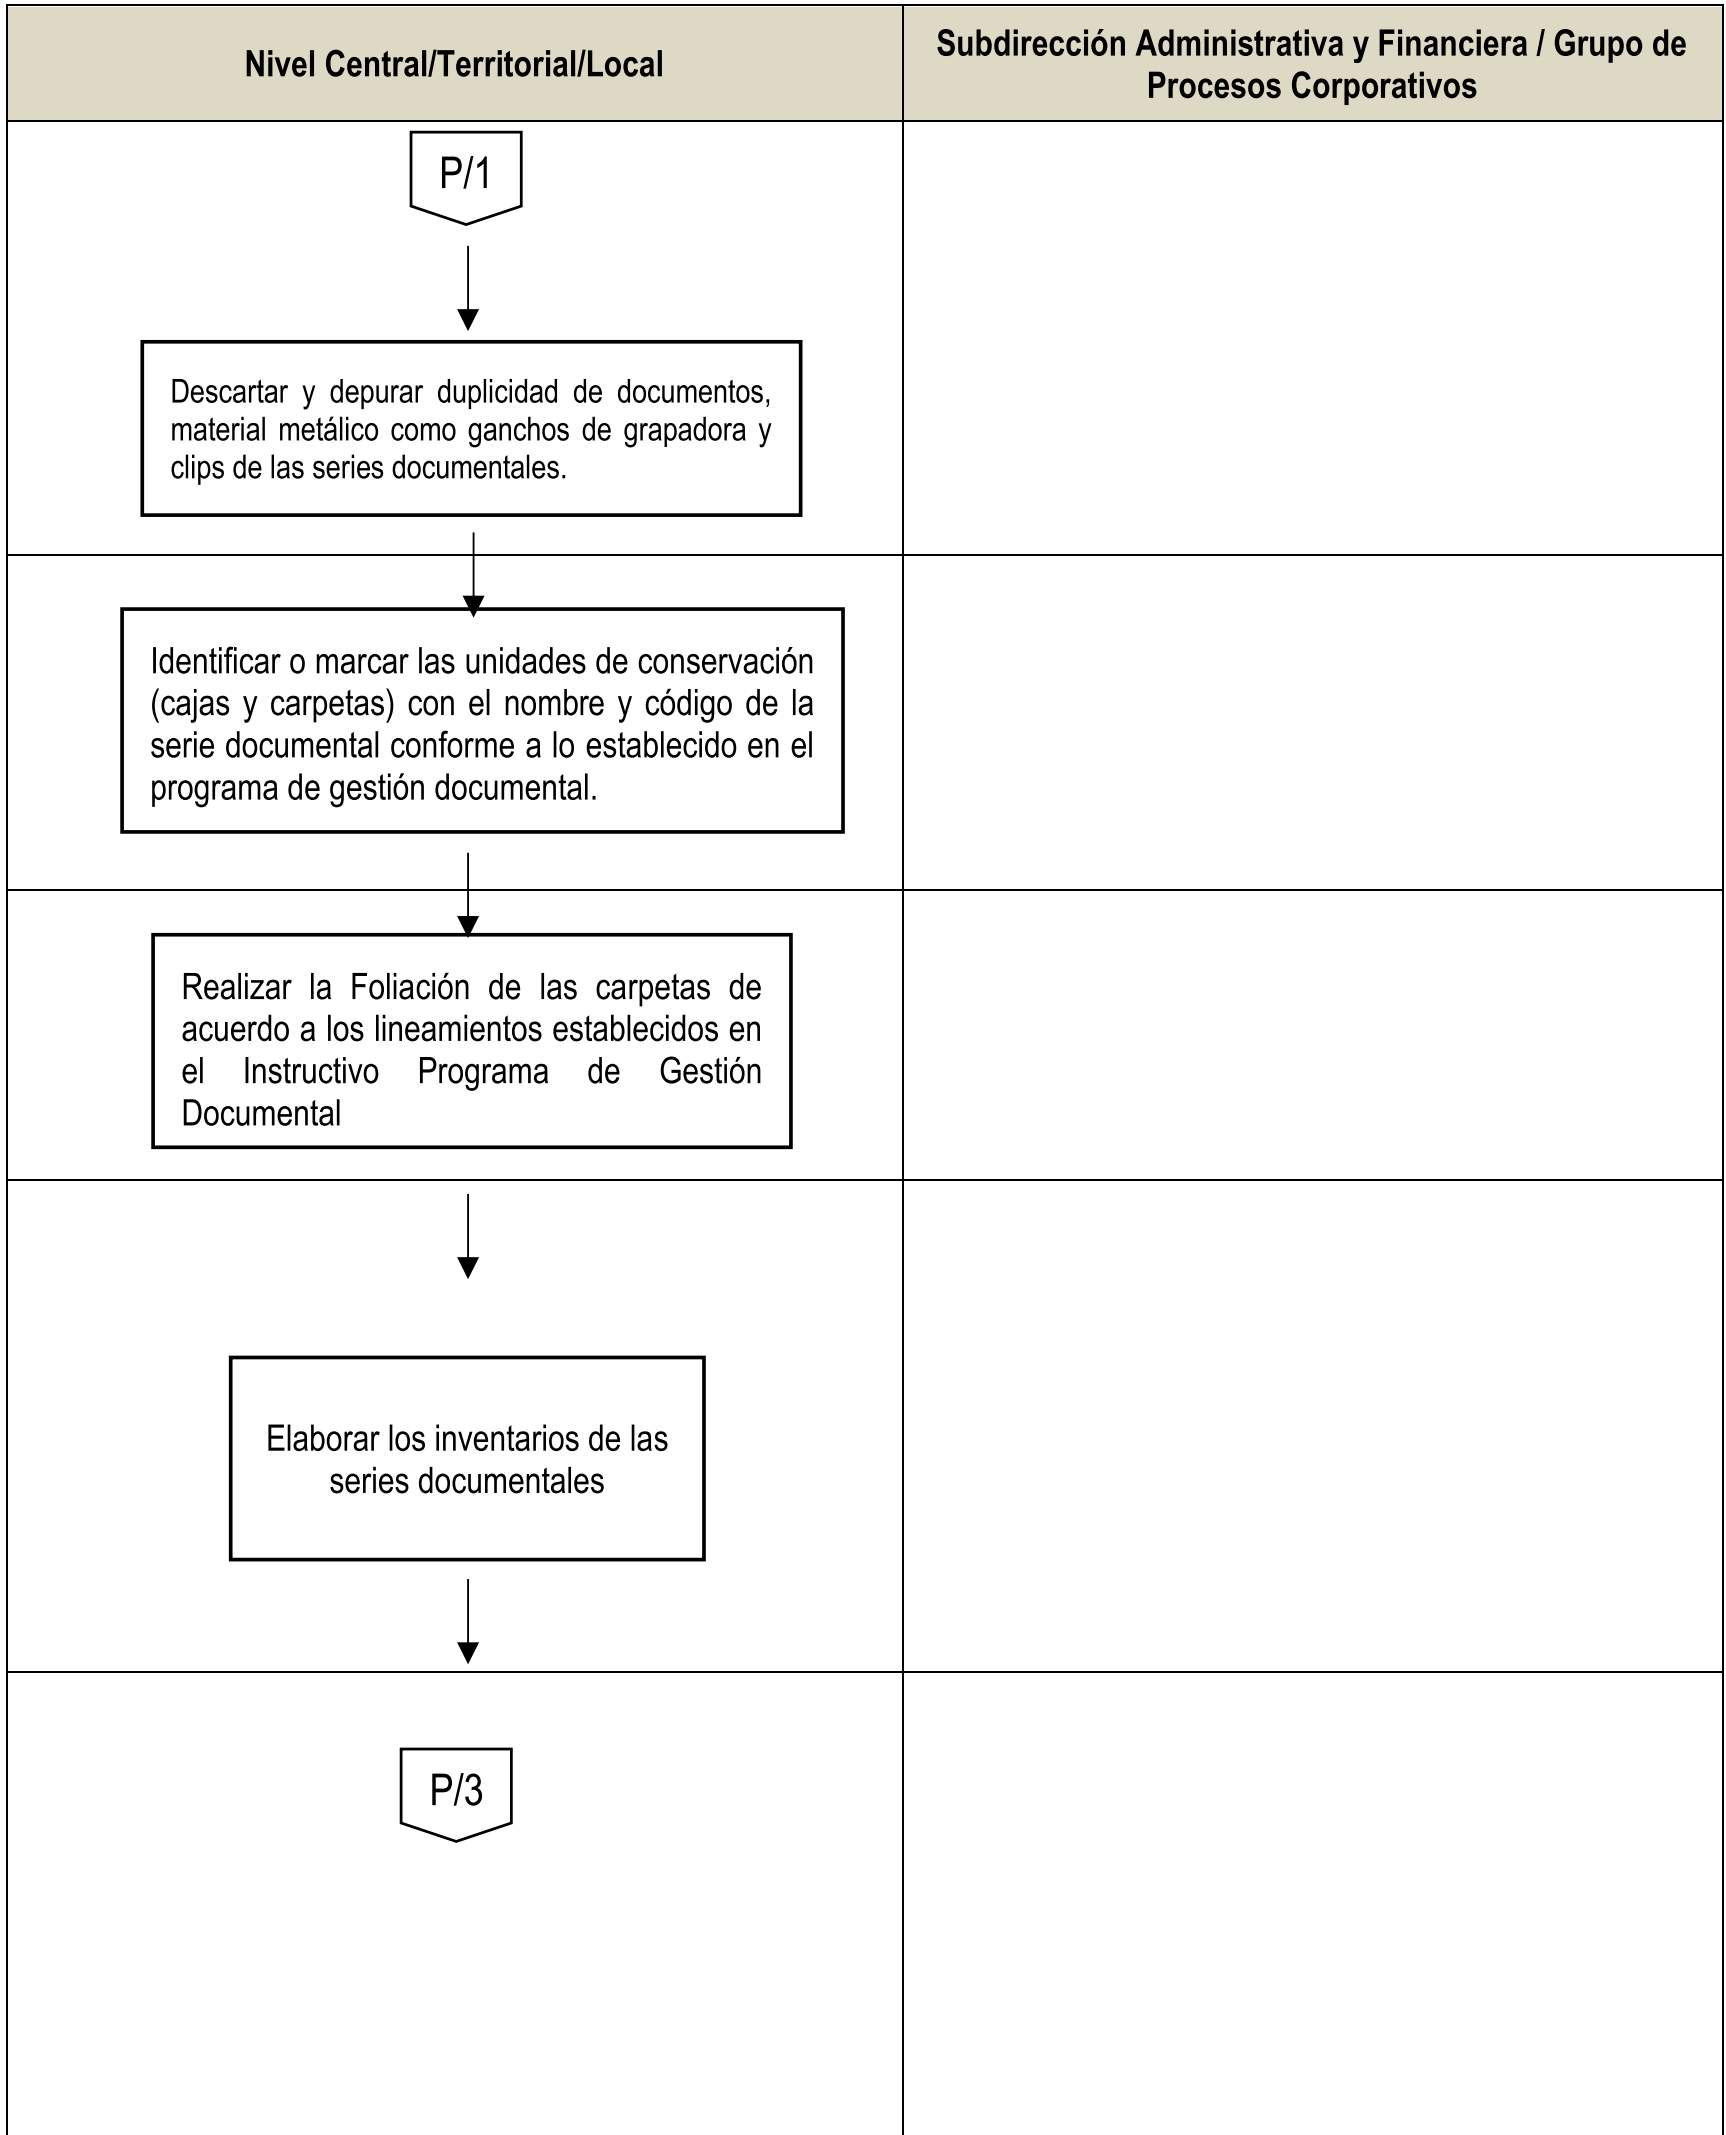 Nivel Central/Territorial/Local
Subdirección Administrativa y Financiera / Grupo de
Procesos Corporativos
P/1
Descartar y depurar duplicidad de documentos,
material metálico como ganchos de grapadora y
clips de las series documentales.
Identificar o marcar las unidades de conservación
(cajas y carpetas) con el nombre y código de la
serie documental conforme a lo establecido en el
programa de gestión documental.
Realizar la Foliación de las carpetas de
acuerdo a los lineamientos establecidos en
el Instructivo Programa de Gestión
Documental
Elaborar los inventarios de las
series documentales
P/3